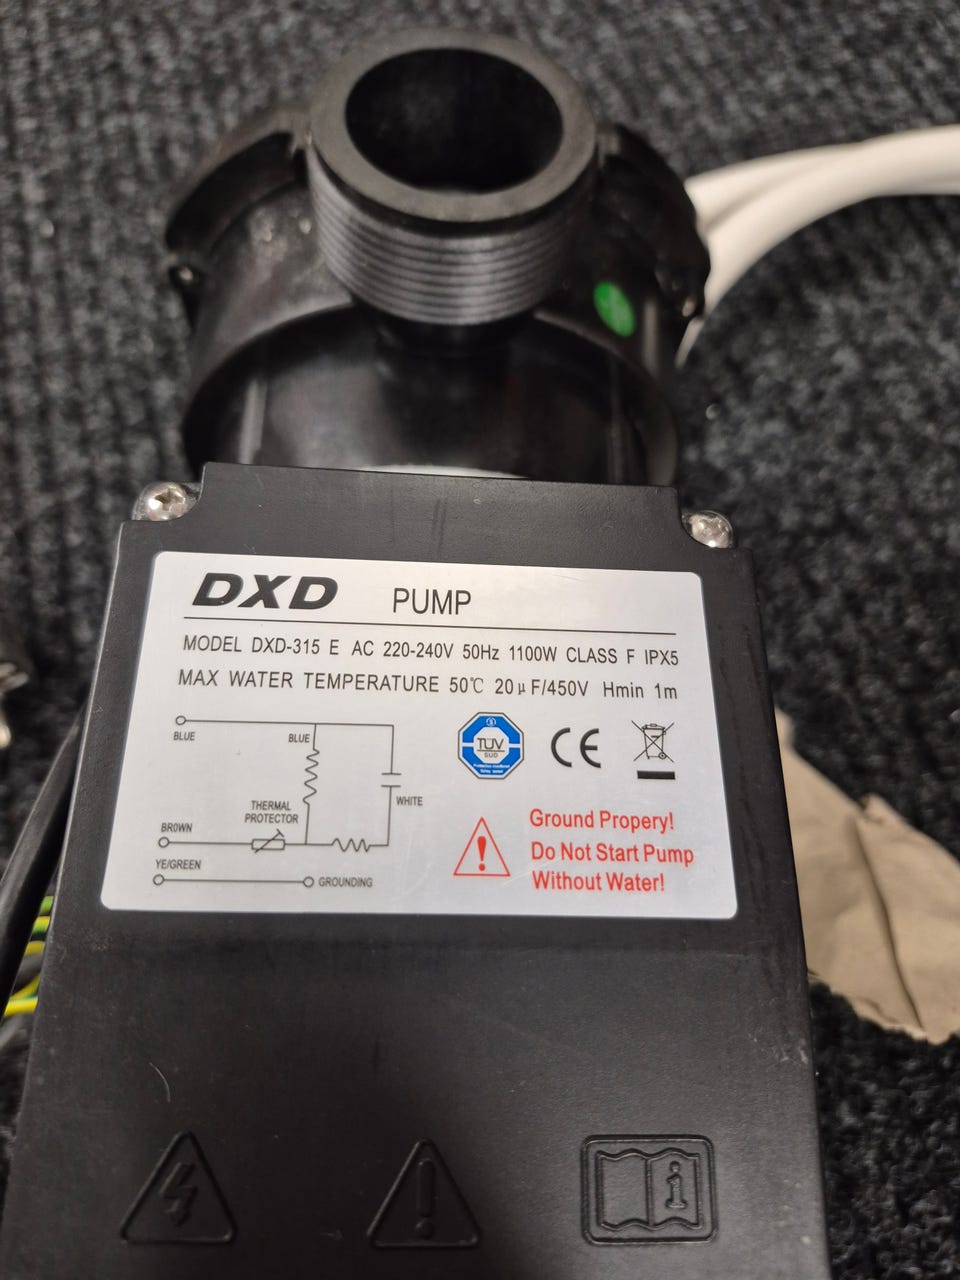 DXD PUMP
MODEL DXD-315 E AC 220-240V 50Hz 1100W CLASS F IPX5
MAX WATER TEMPERATURE 50℃ 20μF/450V Hmin 1m
BLUE
BLUE
WHITE
THERMAL
PROTECTOR
BROWN
YE/GREEN
GROUNDING
TÜV
SÜD
CE
Ground Propery!
Do Not Start Pump
Without Water!
i